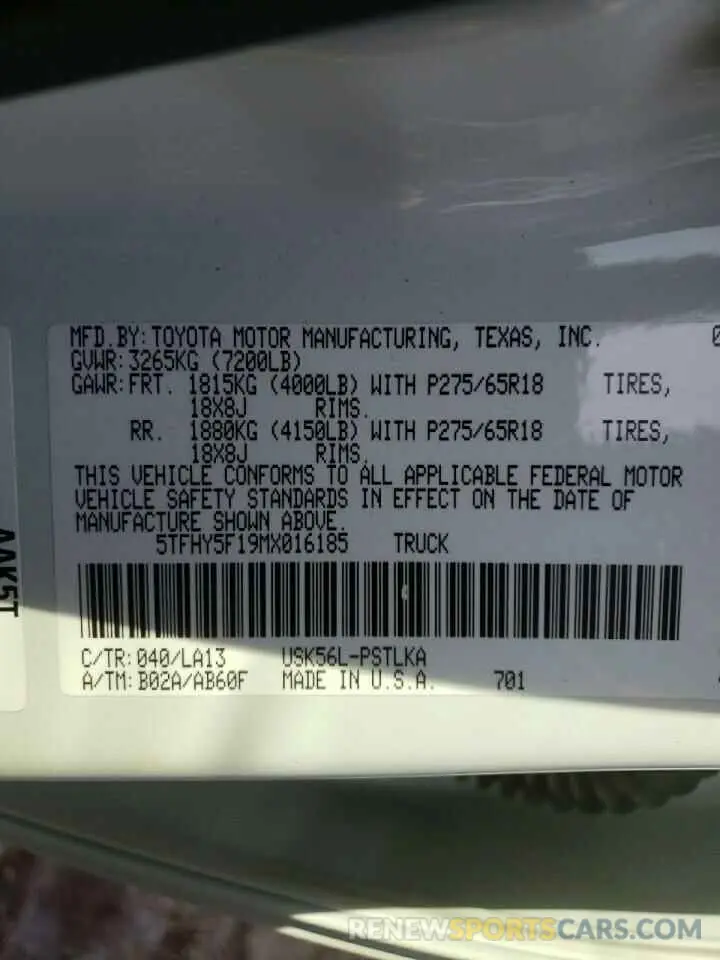 MFD.BY: TOYOTA MOTOR MANUFACTURING, TEXAS, INC.
GVWR: 3265KG (7200LB)
GAWR: FRT. 1815KG (4000LB) WITH P275/65R18 TIRES,
18X8J RIMS.
RR. 1880KG (4150LB) WITH P275/65R18 TIRES,
18X8J RIMS.
THIS VEHICLE CONFORMS TO ALL APPLICABLE FEDERAL MOTOR
VEHICLE SAFETY STANDARDS IN EFFECT ON THE DATE OF
MANUFACTURE SHOWN ABOVE.
5TFHY5F19MX016185 TRUCK
C/TR: 040/LA13 USK56L-PSTLKA
A/TM: B02A/AB60F MADE IN U.S.A. 701
AAK5T
RENEWSPORTSCARS.COM